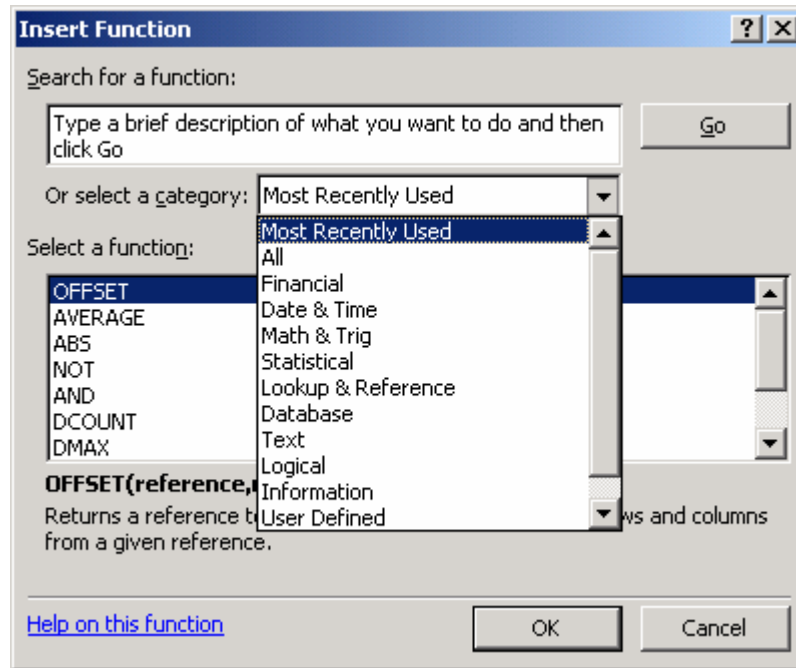 Insert Function
Search for a function:
Type a brief description of what you want to do and then
click Go
Go
Or select a category:
Most Recently Used
Most Recently Used
All
Financial
Date & Time
Math & Trig
Statistical
Lookup & Reference
Database
Text
Logical
Information
User Defined
Select a function:
OFFSET
AVERAGE
ABS
NOT
AND
DCOUNT
DMAX
OFFSET(reference,
Returns a reference t ws and columns
from a given reference.
Help on this function
OK
Cancel